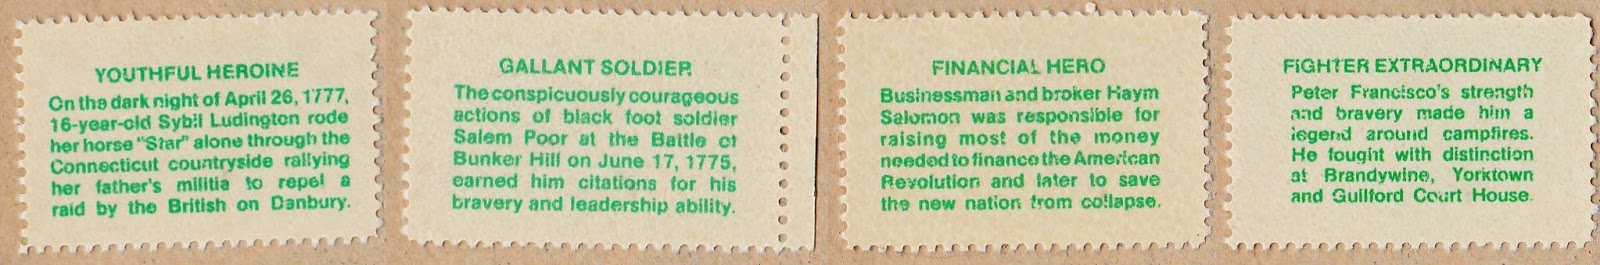 YOUTHFUL HEROINE
On the dark night of April 26, 1777,
16-year-old Sybil Ludington rode
her horse "Star" alone through the
Connecticut countryside rallying
her father's militia to repel a
raid by the British on Danbury.
GALLANT SOLDIER
The conspicuously courageous
actions of black foot soldier
Salem Poor at the Battle of
Bunker Hill on June 17, 1775,
earned him citations for his
bravery and leadership ability.
FINANCIAL HERO
Businessman and broker Haym
Salomon was responsible for
raising most of the money
needed to finance the American
Revolution and later to save
the new nation from collapse.
FIGHTER EXTRAORDINARY
Peter Francisco's strength
and bravery made him a
legend around campfires.
He fought with distinction
at Brandywine, Yorktown
and Guilford Court House.